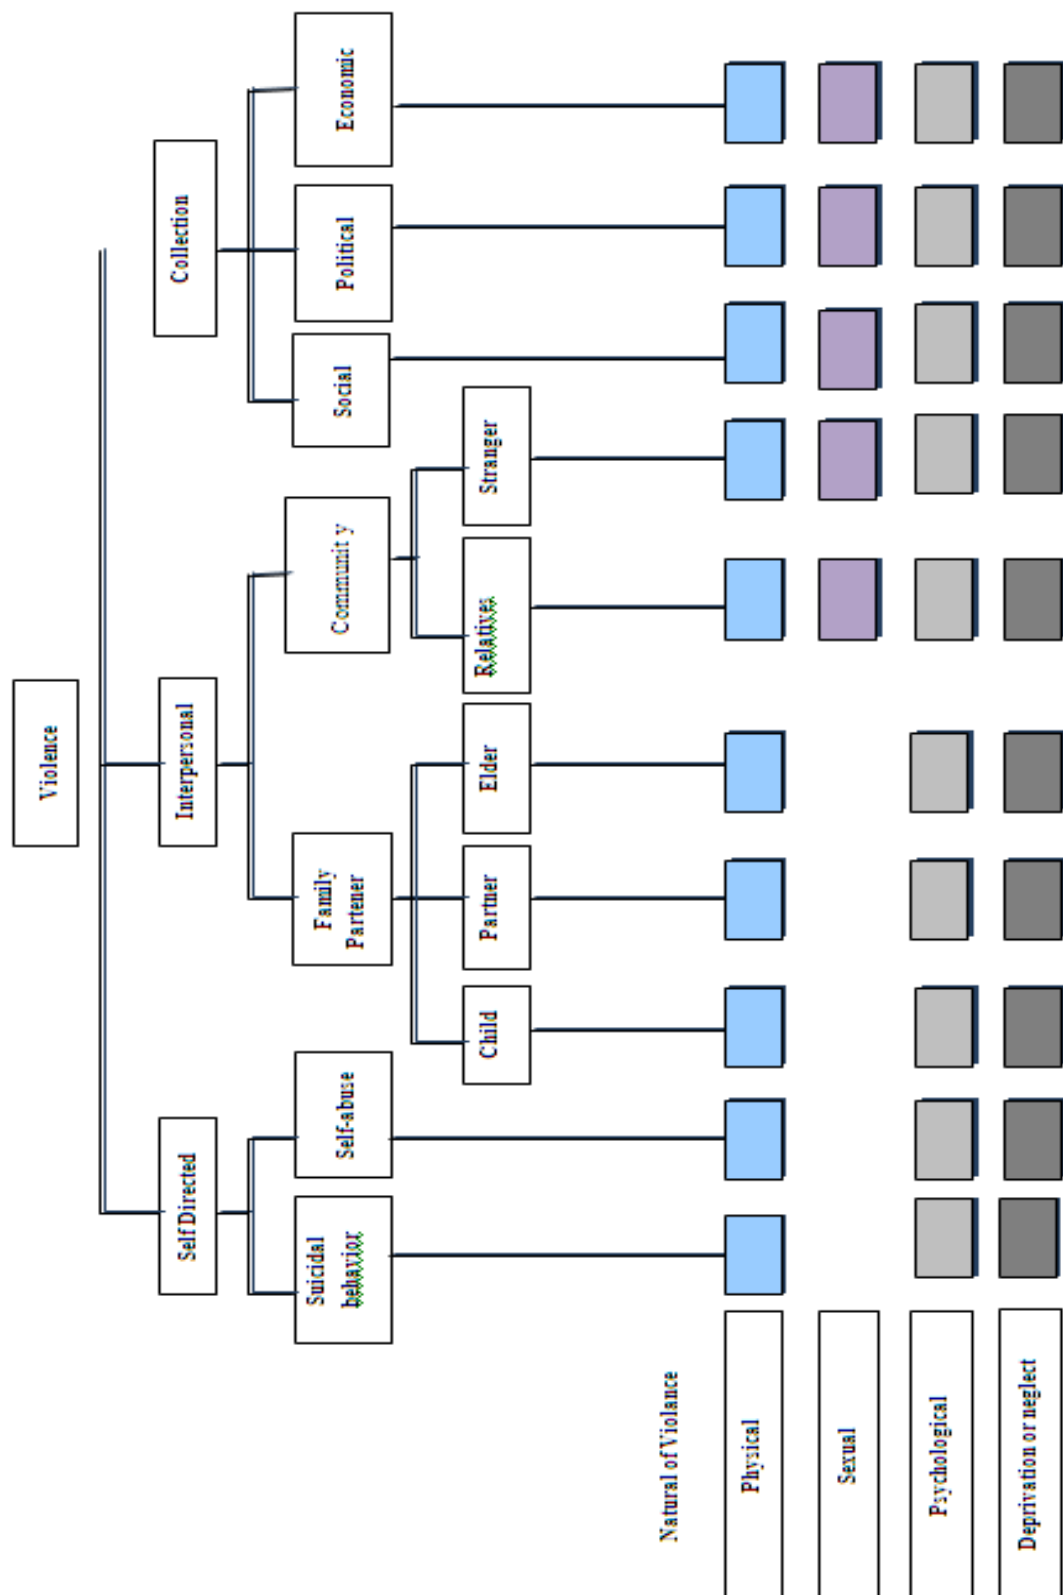 Violence
Self Directed
Interpersonal
Collection
Suicidal
behavior
Self-abuse
Family
Partener
Community
Social
Political
Economic
Child
Partner
Elder
Relatives
Stranger
Natural of Violance
Physical
Sexual
Psychological
Deprivation or neglect